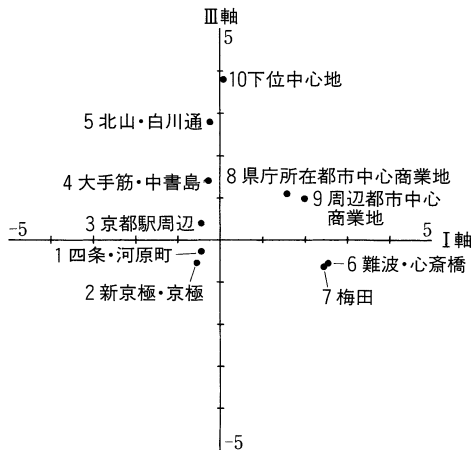 III軸
5
10下位中心地
5 北山・白川通
4 大手筋・中書島
8 県庁所在都市中心商業地
9 周辺都市中心
商業地
3 京都駅周辺
-5
I軸
1 四条・河原町
6 難波・心斎橋
2 新京極・京極
7 梅田
5
-5